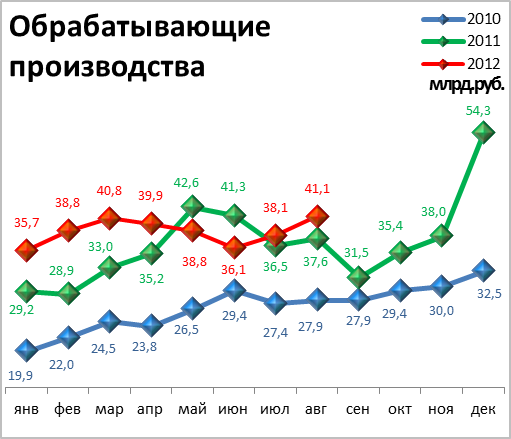 Обрабатывающие
производства
2010
2011
2012
млрд.руб.
54,3
42,6 41,3 41,1
40,8 39,9
38,8 38,1 38,0
35,7 35,4
33,0 31,5
28,9 35,2 38,8 36,1 36,5 37,6
29,2
29,4 27,4 27,9 27,9 29,4 30,0 32,5
24,5 23,8 26,5
19,9 22,0
янв фев мар апр май июн июл авг сен окт ноя дек